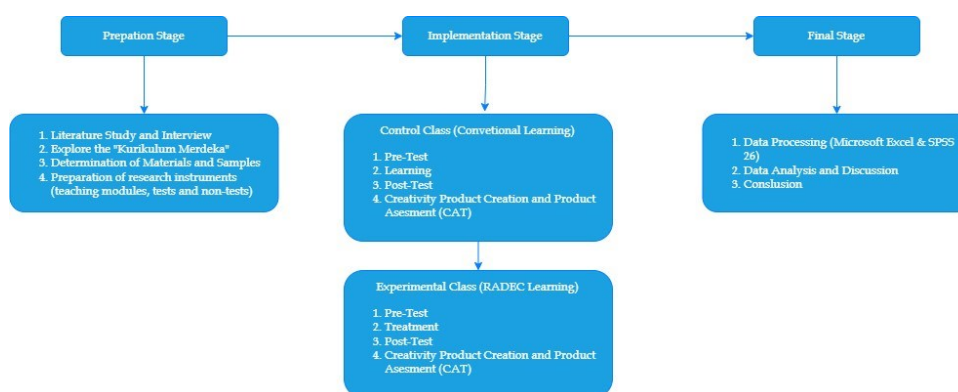 Prepation Stage
Implementation Stage
Final Stage
1. Literature Study and Interview
2. Explore the "Kurikulum Merdeka"
3. Determination of Materials and Samples
4. Preparation of research instruments
(teaching modules, tests and non-tests)
Control Class (Convetional Learning)
1. Pre-Test
2. Learning
3. Post-Test
4. Creativity Product Creation and Product
Asesment (CAT)
Experimental Class (RADEC Learning)
1. Pre-Test
2. Treatment
3. Post-Test
4. Creativity Product Creation and Product
Asesment (CAT)
1. Data Processing (Microsoft Excel & SPSS
26)
2. Data Analysis and Discussion
3. Conslusion